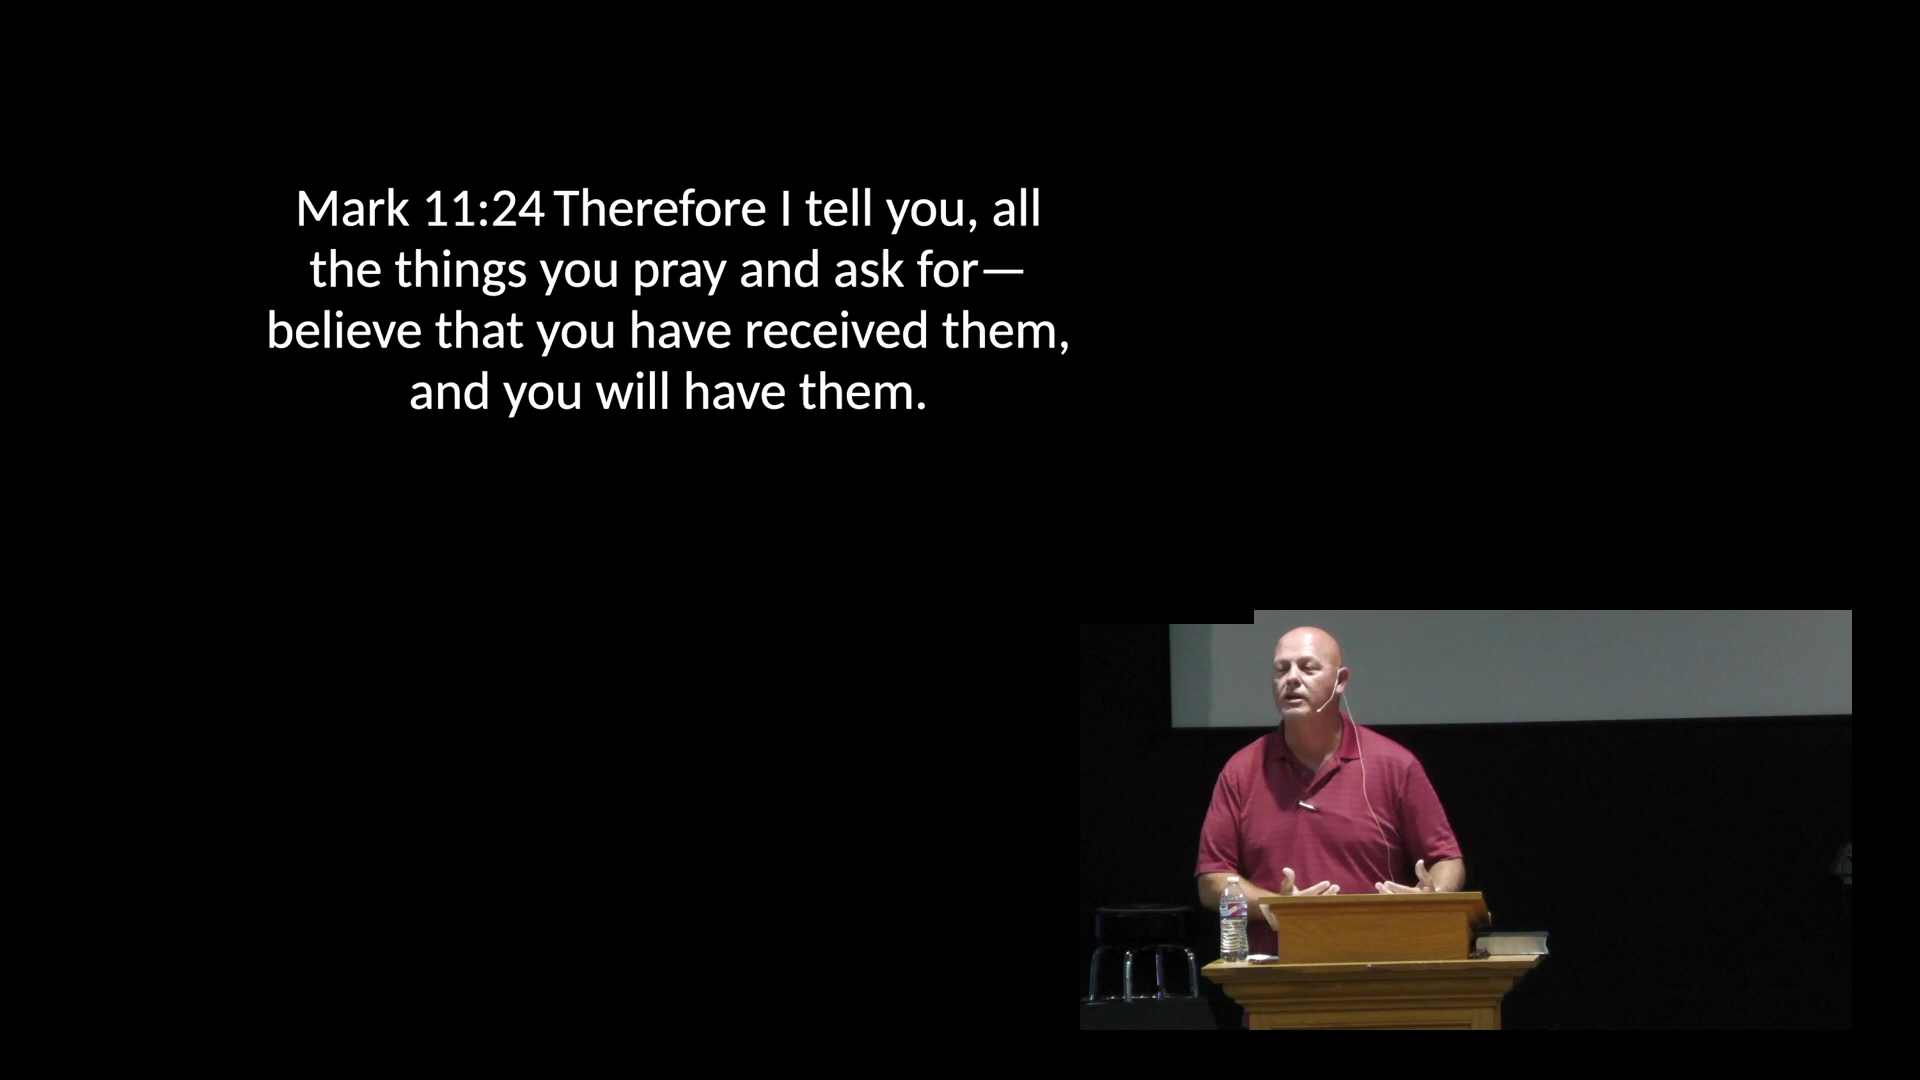 Mark 11:24 Therefore I tell you, all
the things you pray and ask for—
believe that you have received them,
and you will have them.